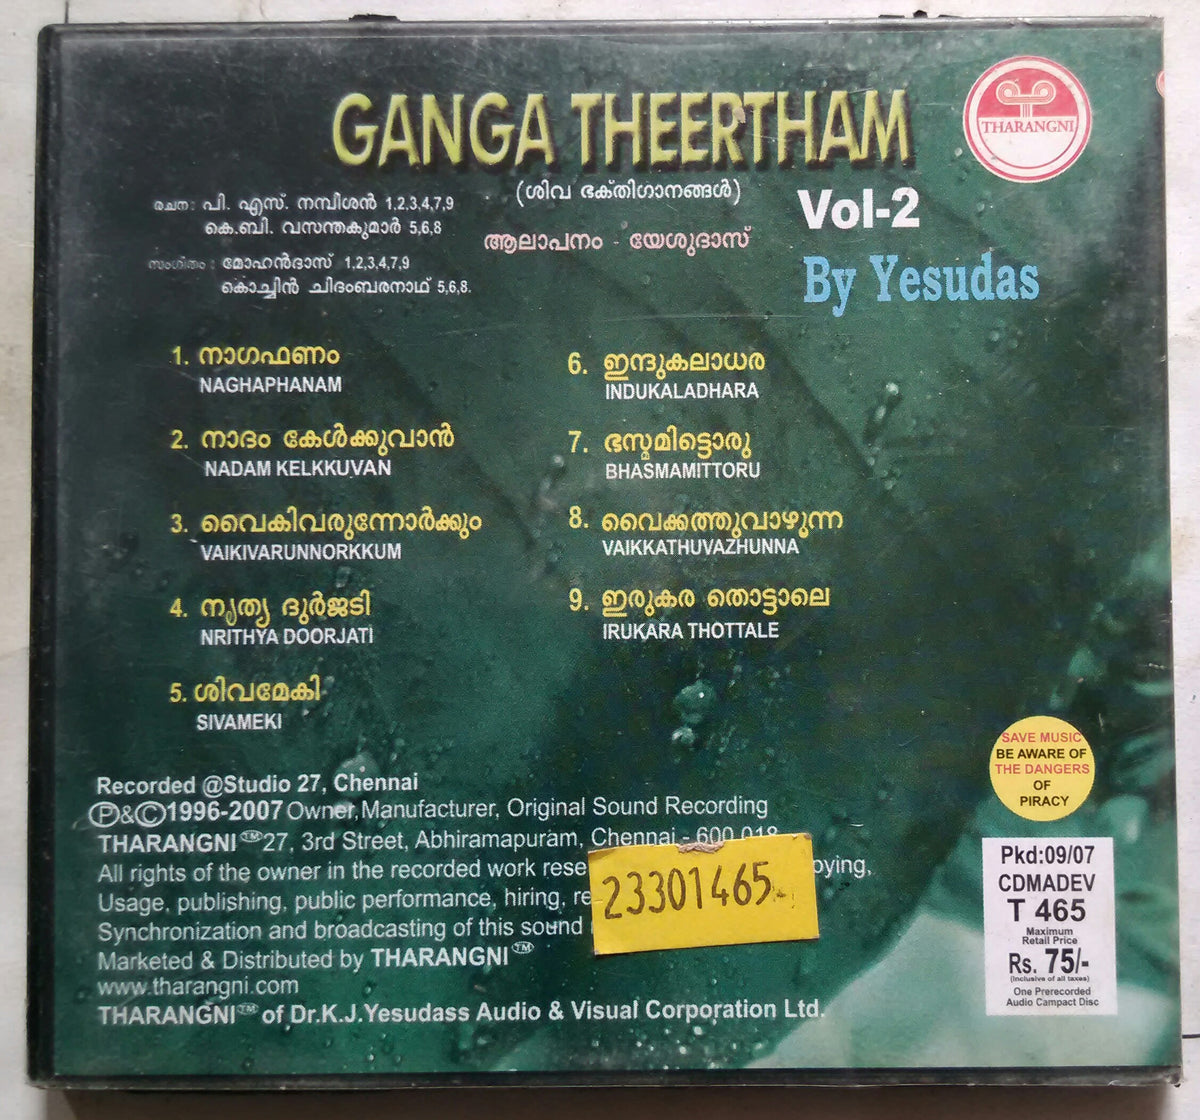 GANGA THEERTHAM
THARANGNI
(ശിവ ഭക്തിഗാനങ്ങൾ)
Vol-2
രചന: പി. എസ്. നമ്പീശൻ 1,2,3,4,7,9
കെ.ബി. വസന്തകുമാർ 5,6,8
ആലാപനം - യേശുദാസ്
By Yesudas
സംഗീതം: മോഹൻദാസ് 1,2,3,4,7,9
കൊച്ചിൻ ചിദംബരനാഥ് 5,6,8.
1. നാഗഫണം
NAGHAPHANAM
2. നാദം കേൾക്കുവാൻ
NADAM KELKKUVAN
3. വൈകിവരുന്നോർക്കും
VAIKIVARUNNORKKUM
4. നൃത്യ ദുർജടി
NRITHYA DOORJATI
5. ശിവമേകി
SIVAMEKI
6. ഇന്ദുകലാധര
INDUKALADHARA
7. ഭസ്മമിട്ടൊരു
BHASMAMITTORU
8. വൈക്കത്തുവാഴുന്ന
VAIKKATHUVAZHUNNA
9. ഇരുകര തൊട്ടാലെ
IRUKARA THOTTALE
Recorded @Studio 27, Chennai
Ⓟ&Ⓒ1996-2007 Owner,Manufacturer, Original Sound Recording
THARANGNI™ 27, 3rd Street, Abhiramapuram, Chennai - 600 018
All rights of the owner in the recorded work rese oying,
Usage, publishing, public performance, hiring, re
Synchronization and broadcasting of this sound
Marketed & Distributed by THARANGNI™
www.tharangni.com
THARANGNI™ of Dr.K.J.Yesudass Audio & Visual Corporation Ltd.
23301465-
SAVE MUSIC
BE AWARE OF
THE DANGERS
OF
PIRACY
Pkd:09/07
CDMADEV
T 465
Maximum
Retail Price
Rs. 75/-
(Inclusive of all taxes)
One Prerecorded
Audio Campact Disc